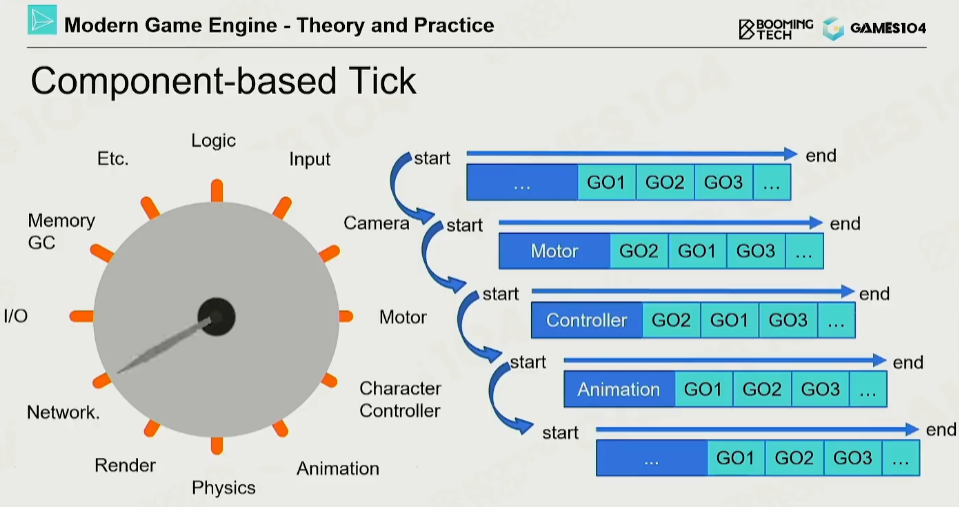 Modern Game Engine - Theory and Practice
BOOMING
TECH
GAMES104
Component-based Tick
Logic
Input
Camera
Motor
Character
Controller
Animation
Physics
Render
Network.
I/O
Memory
GC
Etc.
start
end
... GO1 GO2 GO3 ...
start
end
Motor GO2 GO1 GO3 ...
start
end
Controller GO2 GO1 GO3 ...
start
end
Animation GO1 GO2 GO3 ...
start
end
... GO1 GO2 GO3 ...